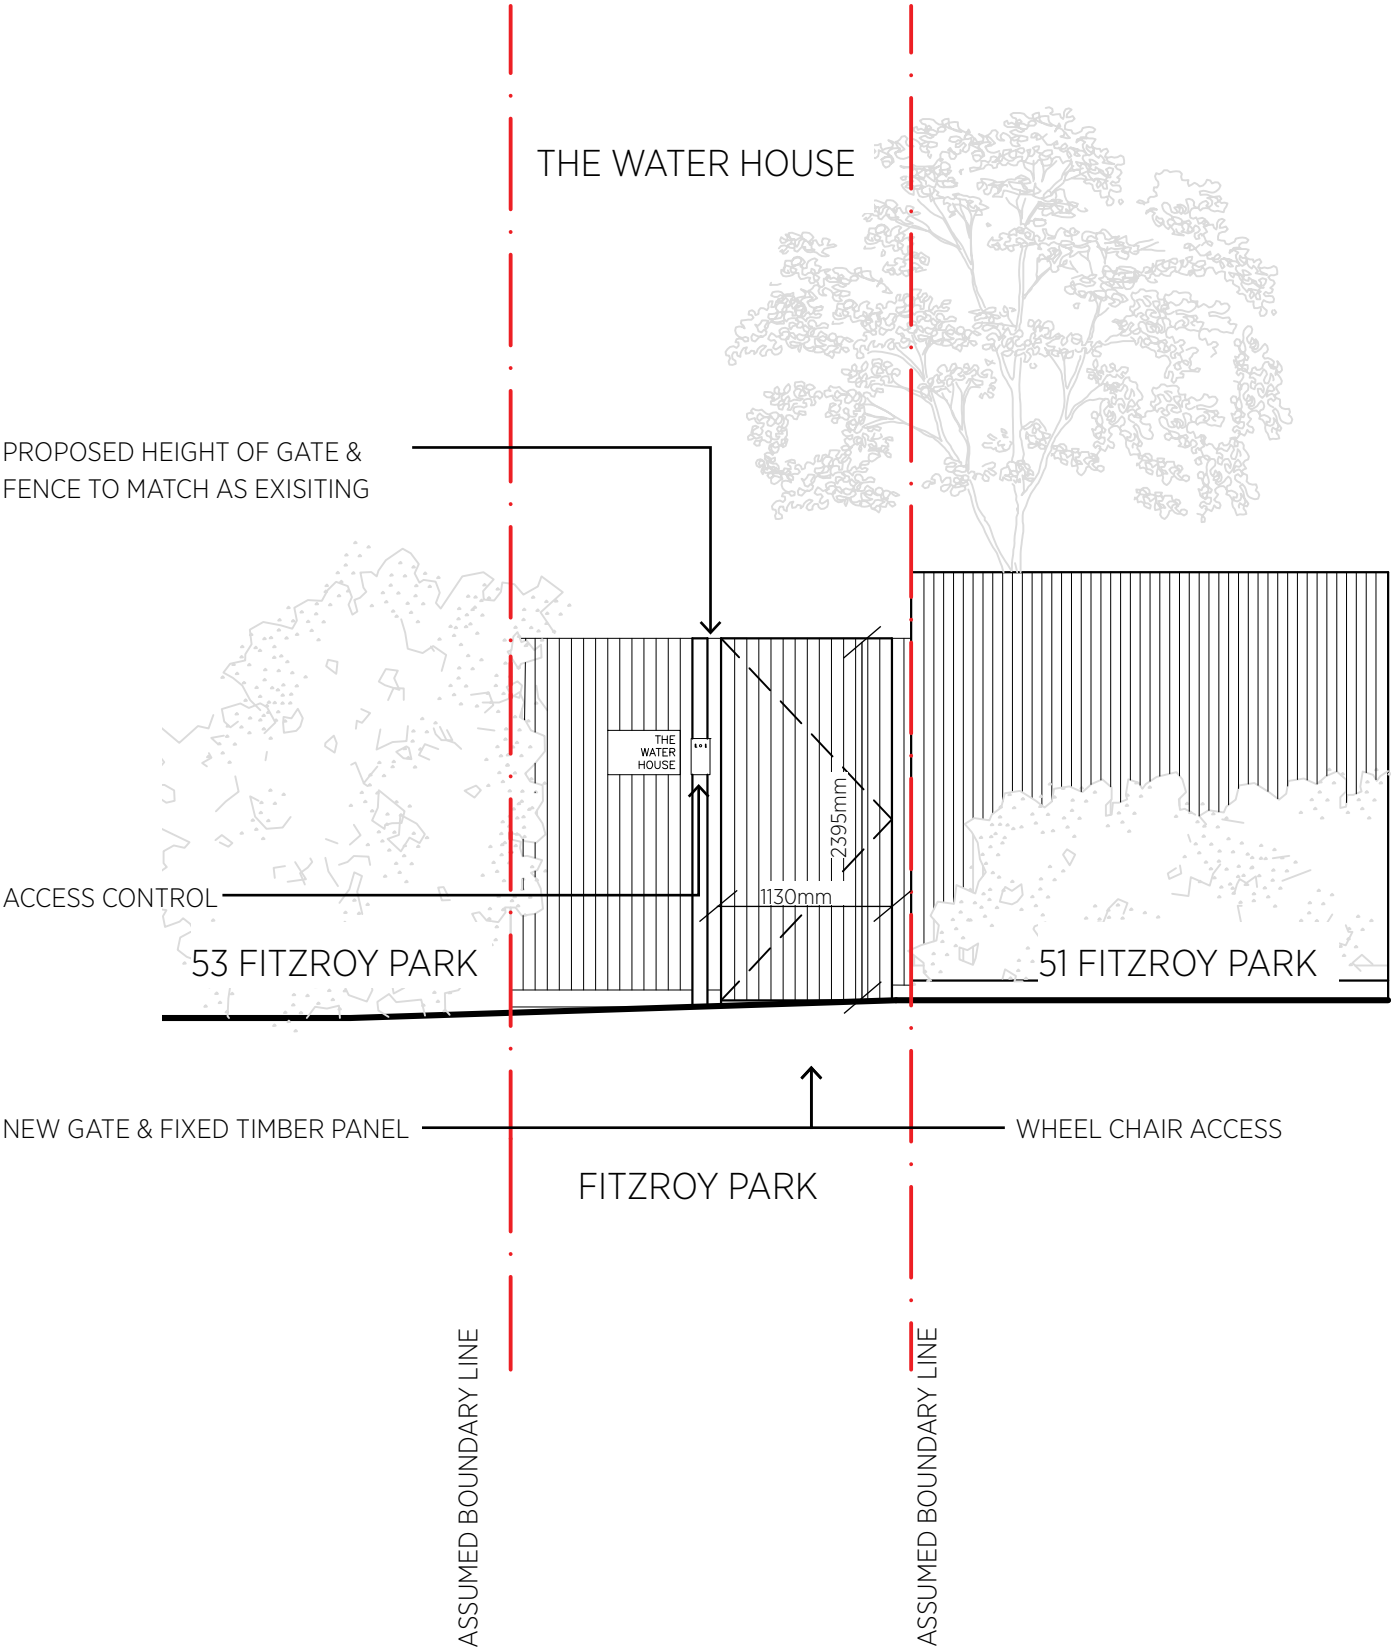 THE WATER HOUSE
PROPOSED HEIGHT OF GATE &
FENCE TO MATCH AS EXISITING
THE
WATER
HOUSE
2395mm
1130mm
ACCESS CONTROL
53 FITZROY PARK
51 FITZROY PARK
NEW GATE & FIXED TIMBER PANEL
WHEEL CHAIR ACCESS
FITZROY PARK
ASSUMED BOUNDARY LINE
ASSUMED BOUNDARY LINE